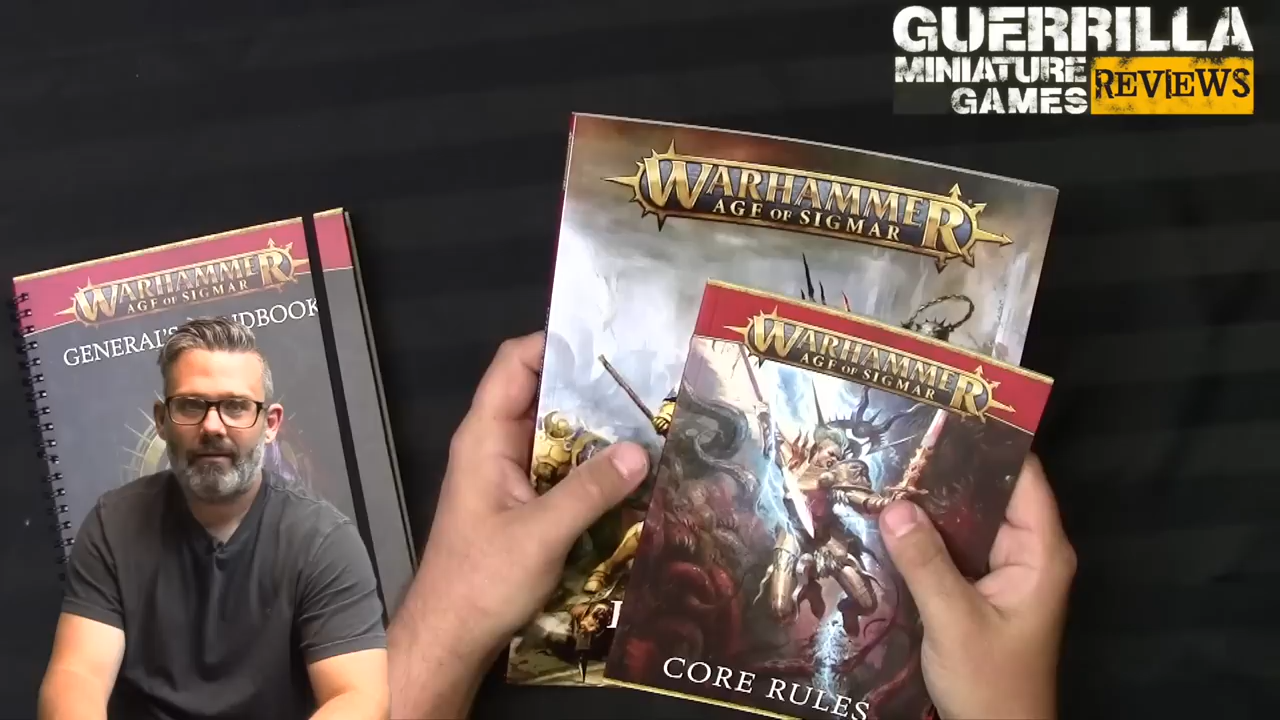 GUERRILLA
MINIATURE
GAMES
REVIEWS
WARHAMMER
AGE OF SIGMAR
WARHAMMER
AGE OF SIGMAR
CORE RULES
WARHAMMER
AGE OF SIGMAR
GENERAL'S